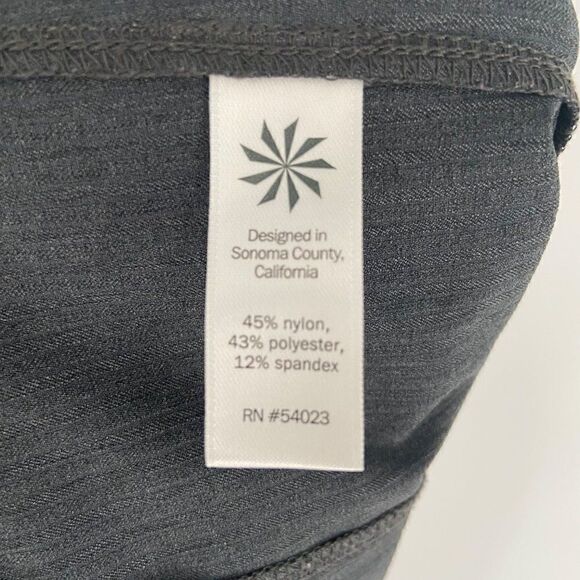 Designed in
Sonoma County,
California
45% nylon,
43% polyester,
12% spandex
RN #54023